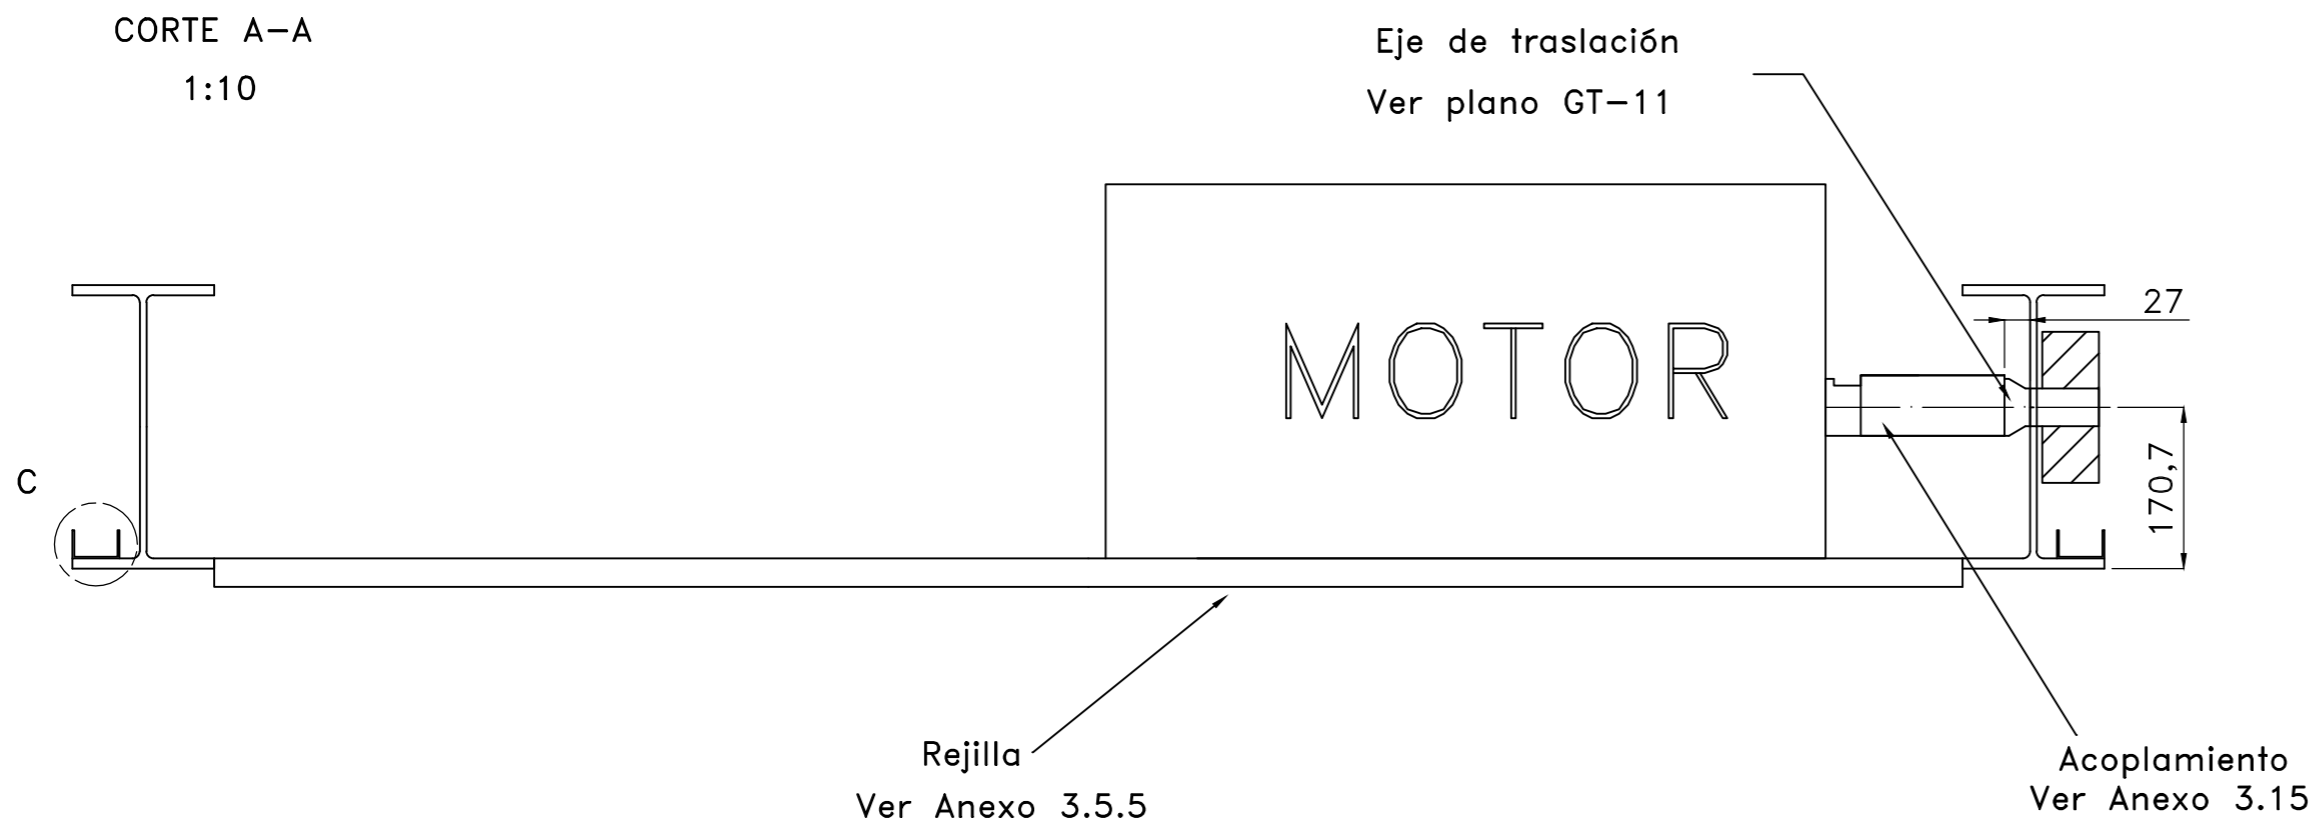 CORTE A-A
1:10
Eje de traslación
Ver plano GT-11
27
MOTOR
C
170,7
Rejilla
Ver Anexo 3.5.5
Acoplamiento
Ver Anexo 3.15